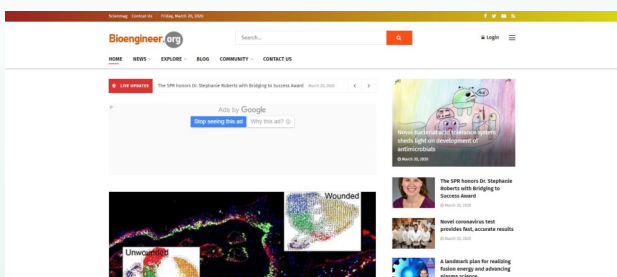 Scienmag Contact Us Friday, March 20, 2020
Bioengineer.org
Search...
Login
HOME NEWS EXPLORE BLOG COMMUNITY CONTACT US
LIVE UPDATES The SPR honors Dr. Stephanie Roberts with Bridging to Success Award March 20, 2020
Ads by Google
Stop seeing this ad Why this ad?
Novel bacterial acid tolerance system
sheds light on development of
antimicrobials
March 20, 2020
The SPR honors Dr. Stephanie
Roberts with Bridging to
Success Award
March 20, 2020
Novel coronavirus test
provides fast, accurate results
March 20, 2020
A landmark plan for realizing
fusion energy and advancing
plasma science
Wounded
Unwounded